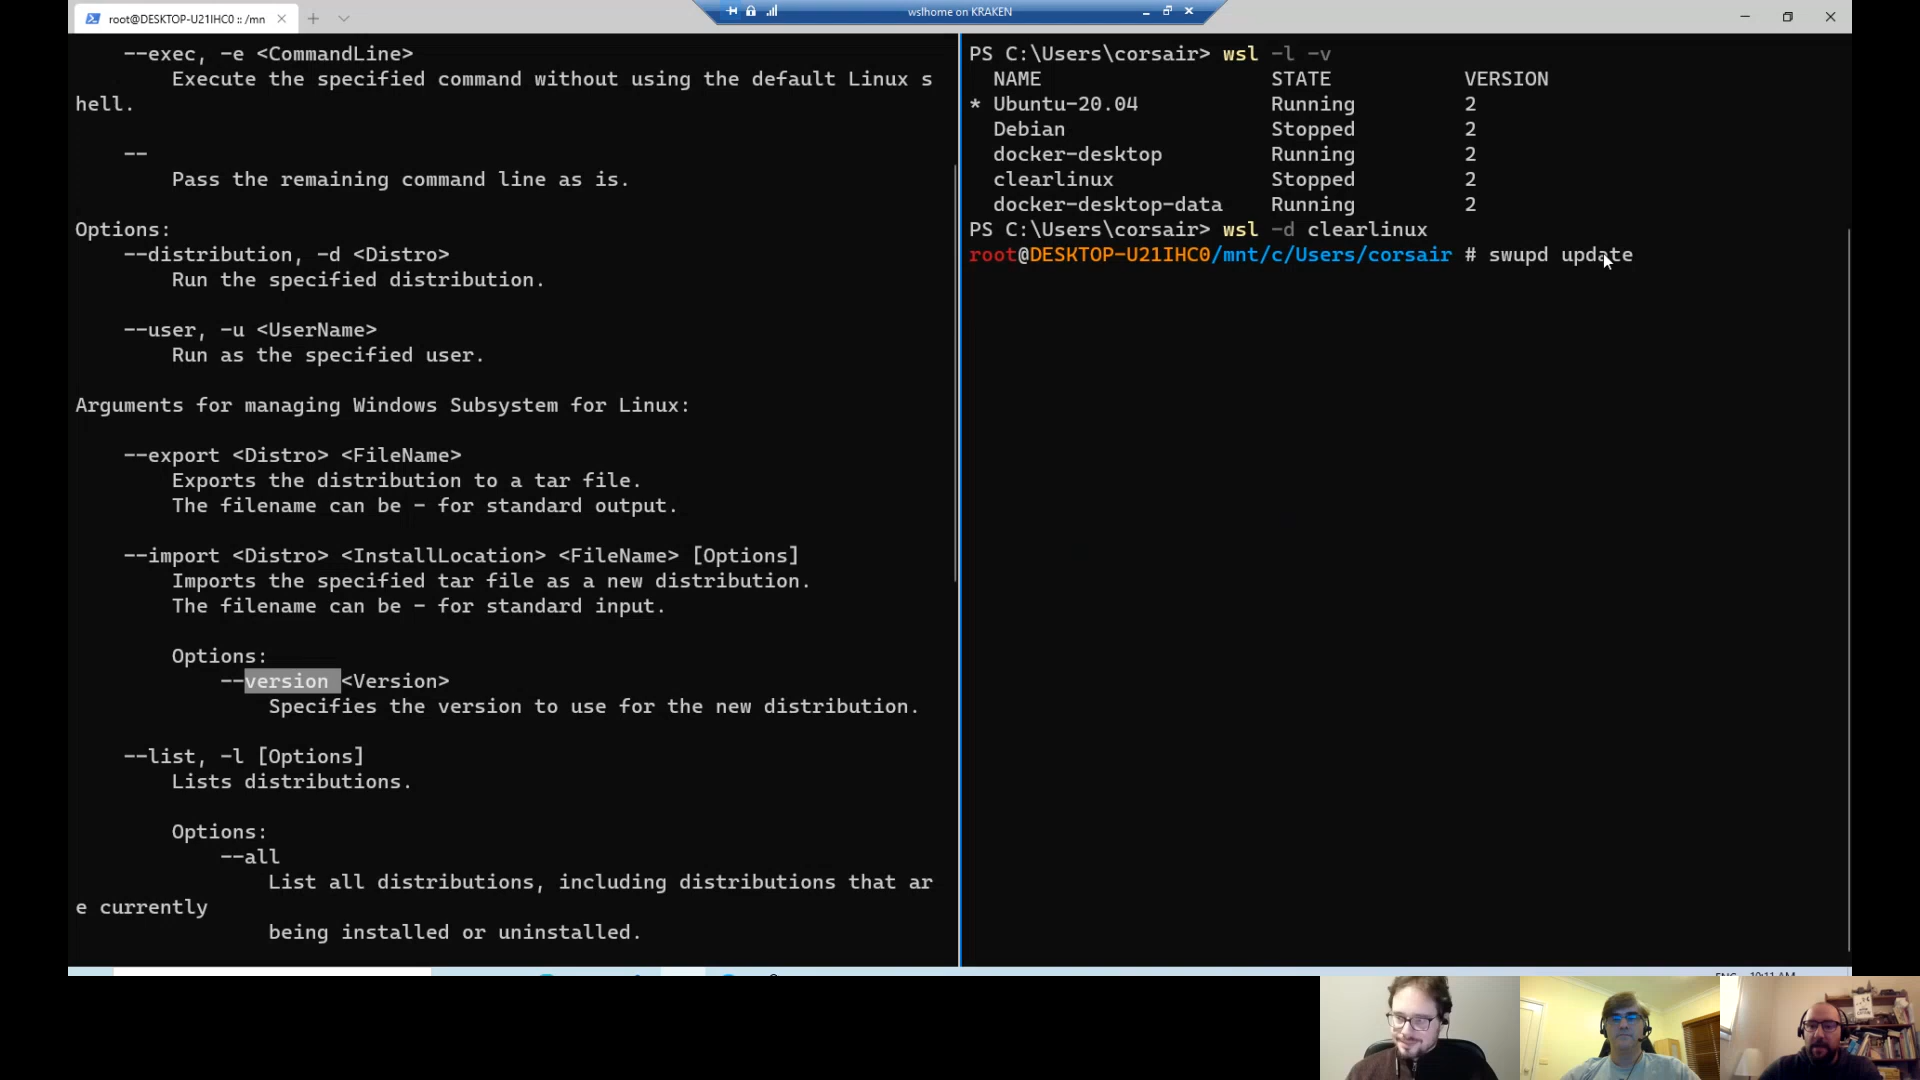 root@DESKTOP-U21IHC0 :: /mn
wslhome on KRAKEN
--exec, -e <CommandLine>
Execute the specified command without using the default Linux s
hell.
--
Pass the remaining command line as is.
Options:
--distribution, -d <Distro>
Run the specified distribution.
--user, -u <UserName>
Run as the specified user.
Arguments for managing Windows Subsystem for Linux:
--export <Distro> <FileName>
Exports the distribution to a tar file.
The filename can be - for standard output.
--import <Distro> <InstallLocation> <FileName> [Options]
Imports the specified tar file as a new distribution.
The filename can be - for standard input.
Options:
--version <Version>
Specifies the version to use for the new distribution.
--list, -l [Options]
Lists distributions.
Options:
--all
List all distributions, including distributions that ar
e currently
being installed or uninstalled.
PS C:\Users\corsair> wsl -l -v
NAME STATE VERSION
* Ubuntu-20.04 Running 2
Debian Stopped 2
docker-desktop Running 2
clearlinux Stopped 2
docker-desktop-data Running 2
PS C:\Users\corsair> wsl -d clearlinux
root@DESKTOP-U21IHC0/mnt/c/Users/corsair # swupd update